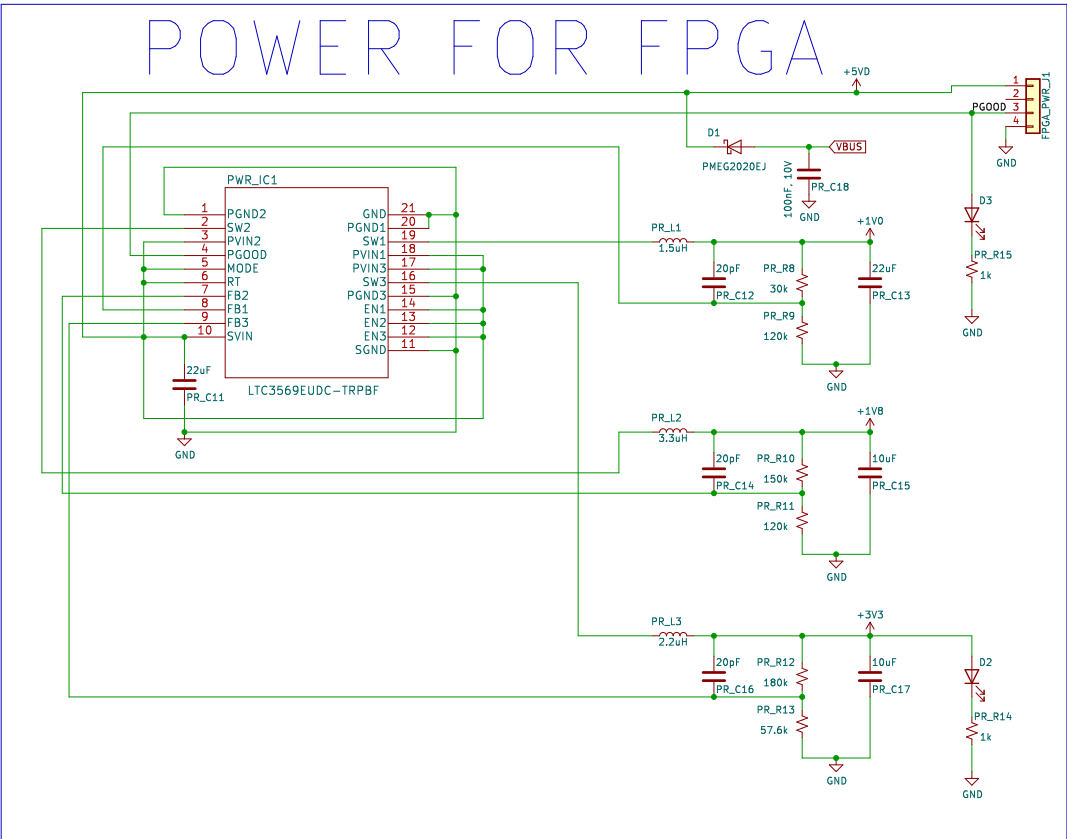 POWER FOR FPGA
+5VD
1
2
3
4
PGOOD
FPGA_PWR_J1
GND
D1
PMEG2020EJ
VBUS
100nF, 10V
PR_C18
GND
D3
PR_R15
1k
GND
PWR_IC1
1 PGND2
2 SW2
3 PVIN2
4 PGOOD
5 MODE
6 RT
7 FB2
8 FB1
9 FB3
10 SVIN
GND 21
PGND1 20
SW1 19
PVIN1 18
PVIN3 17
SW3 16
PGND3 15
EN1 14
EN2 13
EN3 12
SGND 11
LTC3569EUDC-TRPBF
22uF
PR_C11
GND
PR_L1
1.5uH
+1V0
20pF
PR_C12
PR_R8
30k
PR_R9
120k
22uF
PR_C13
GND
PR_L2
3.3uH
+1V8
20pF
PR_C14
PR_R10
150k
PR_R11
120k
10uF
PR_C15
GND
PR_L3
2.2uH
+3V3
20pF
PR_C16
PR_R12
180k
PR_R13
57.6k
10uF
PR_C17
GND
D2
PR_R14
1k
GND